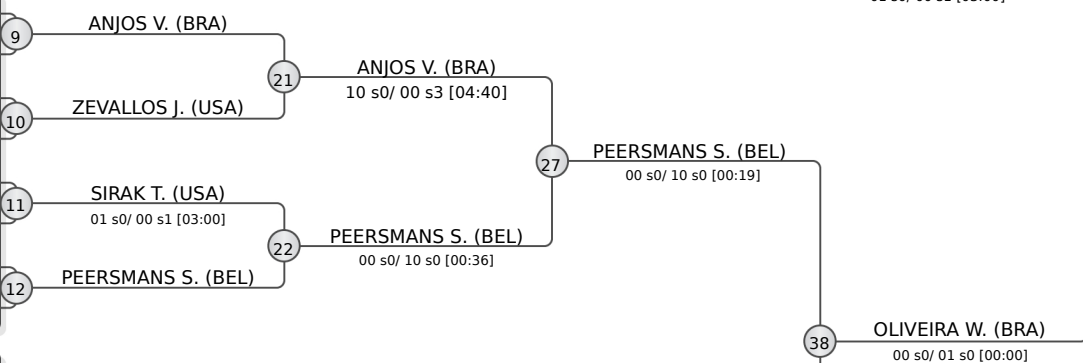 9
ANJOS V. (BRA)
21
ANJOS V. (BRA)
10 s0/ 00 s3 [04:40]
10
ZEVALLOS J. (USA)
27
PEERSMANS S. (BEL)
00 s0/ 10 s0 [00:19]
11
SIRAK T. (USA)
01 s0/ 00 s1 [03:00]
22
PEERSMANS S. (BEL)
00 s0/ 10 s0 [00:36]
12
PEERSMANS S. (BEL)
38
OLIVEIRA W. (BRA)
00 s0/ 01 s0 [00:00]